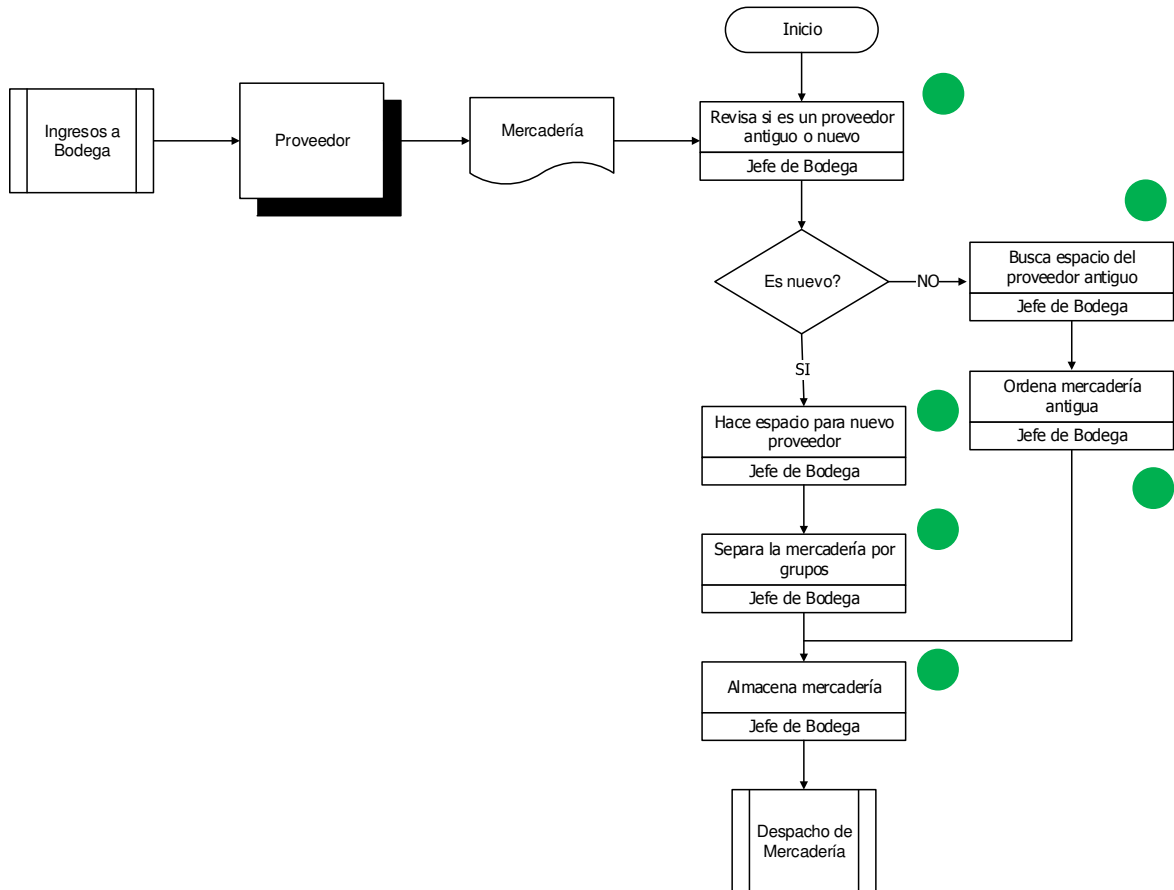 Inicio
Ingresos a
Bodega
Proveedor
Mercadería
Revisa si es un proveedor
antiguo o nuevo
Jefe de Bodega
Es nuevo?
NO
Busca espacio del
proveedor antiguo
Jefe de Bodega
SI
Ordena mercadería
antigua
Jefe de Bodega
Hace espacio para nuevo
proveedor
Jefe de Bodega
Separa la mercadería por
grupos
Jefe de Bodega
Almacena mercadería
Jefe de Bodega
Despacho de
Mercadería